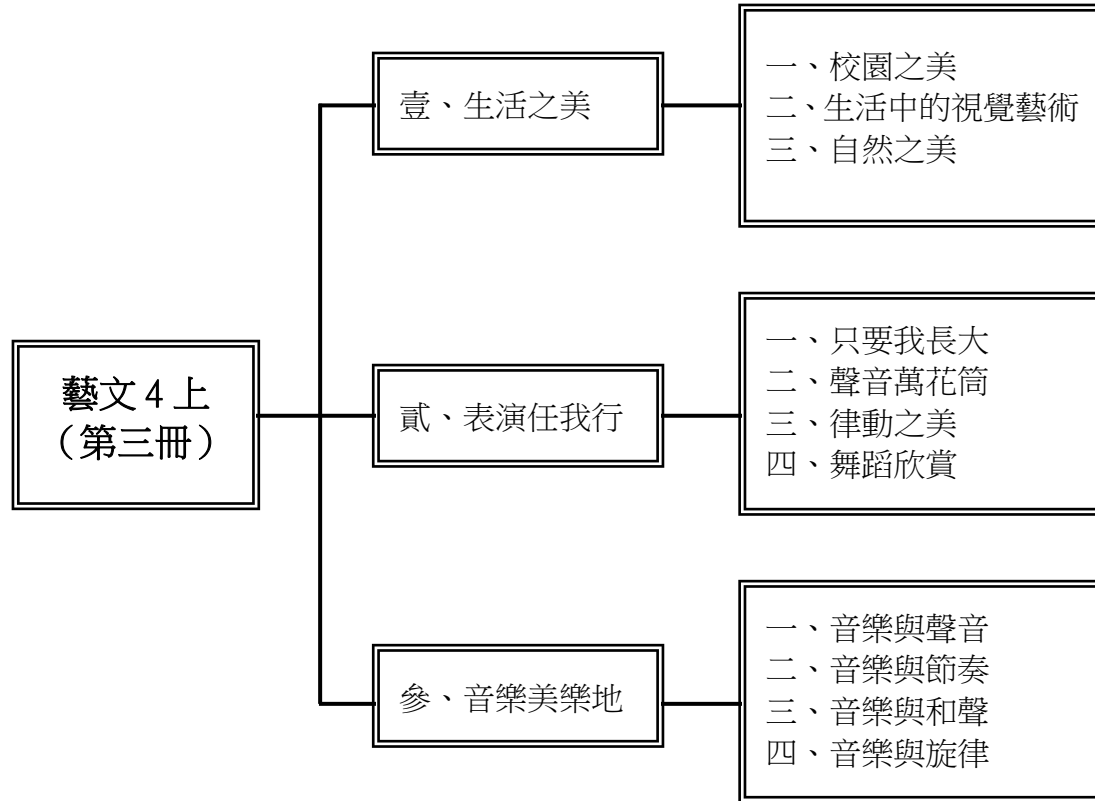 藝文4上
（第三冊）
壹、生活之美
一、校園之美
二、生活中的視覺藝術
三、自然之美
貳、表演任我行
一、只要我長大
二、聲音萬花筒
三、律動之美
四、舞蹈欣賞
參、音樂美樂地
一、音樂與聲音
二、音樂與節奏
三、音樂與和聲
四、音樂與旋律